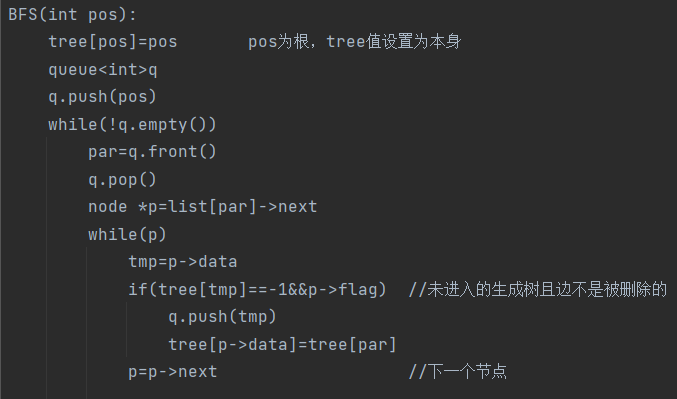 BFS(int pos):
    tree[pos]=pos       pos为根，tree值设置为本身
    queue<int>q
    q.push(pos)
    while(!q.empty())
        par=q.front()
        q.pop()
        node *p=list[par]->next
        while(p)
            tmp=p->data
            if(tree[tmp]==-1&&p->flag)  //未进入的生成树且边不是被删除的
                q.push(tmp)
                tree[p->data]=tree[par]
            p=p->next                   //下一个节点